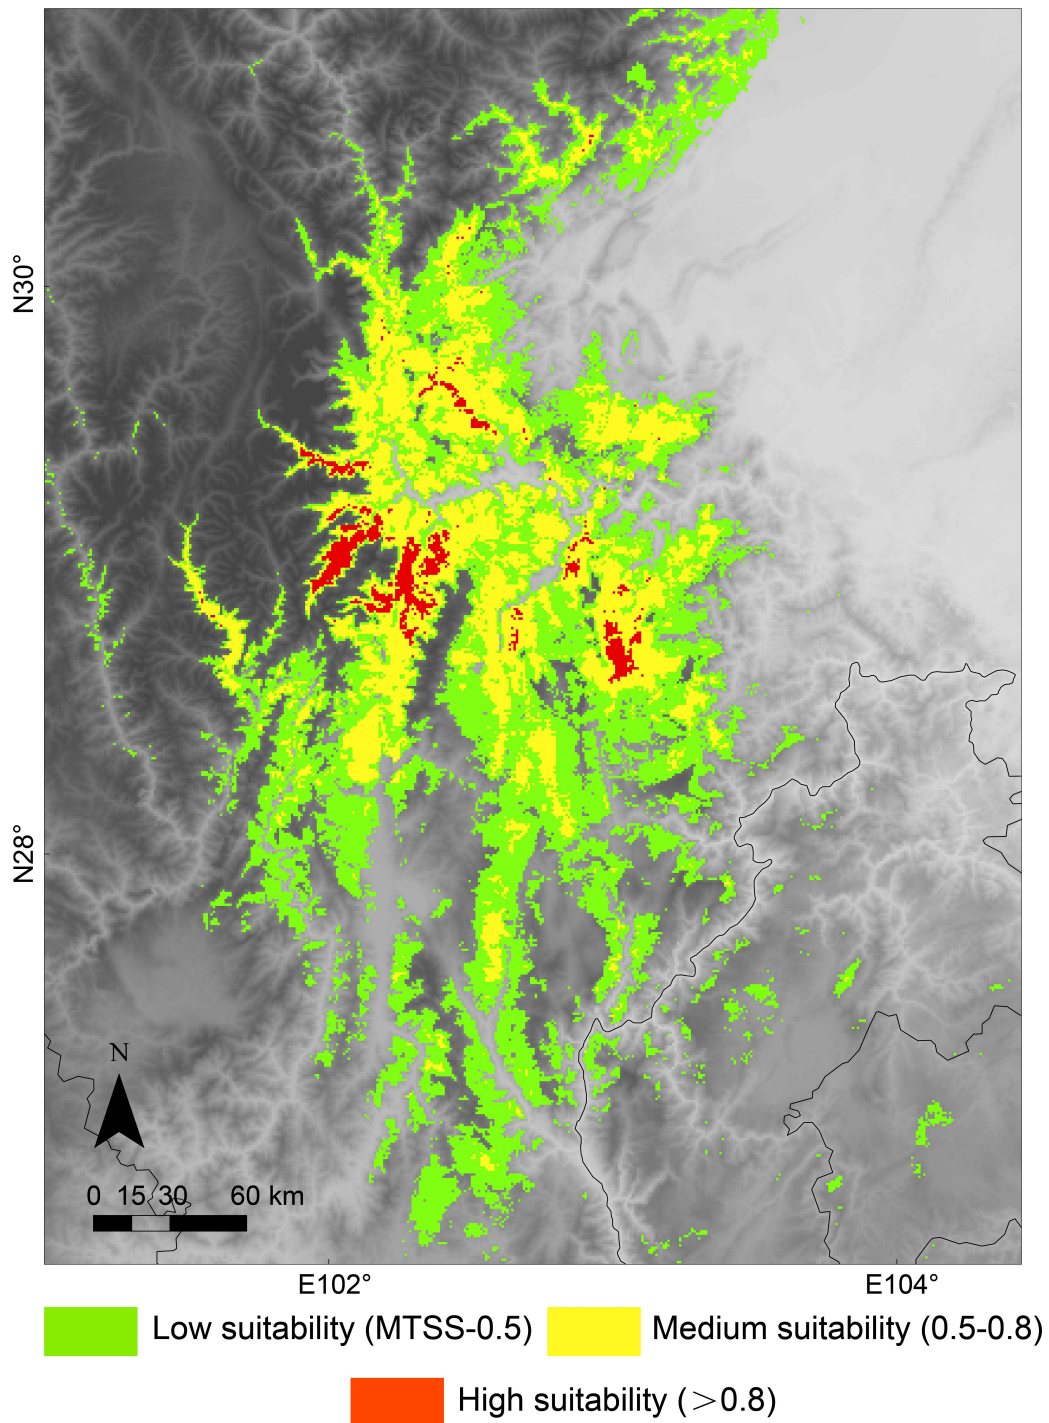 N30°
N28°
N
0 15 30 60 km
E102° E104°
Low suitability (MTSS-0.5) Medium suitability (0.5-0.8)
High suitability (>0.8)